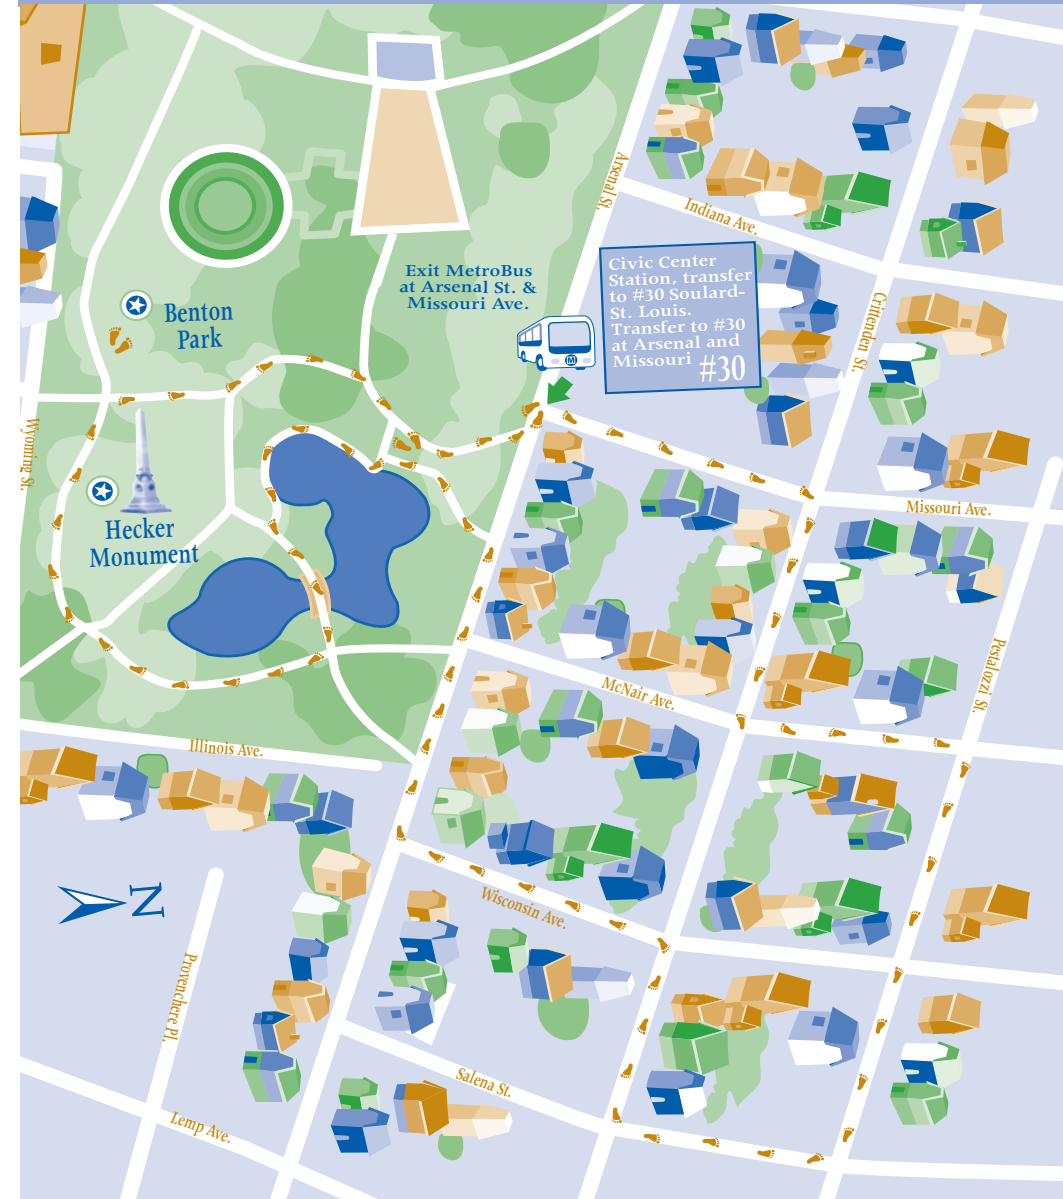 Arsenal St.
Indiana Ave.
Exit MetroBus
at Arsenal St. &
Missouri Ave.
Civic Center
Station, transfer
to #30 Soulard-
St. Louis.
Transfer to #30
at Arsenal and
Missouri #30
M
Benton
Park
Crittenden St.
Wyoming St.
Hecker
Monument
Missouri Ave.
Pestalozzi St.
McNair Ave.
Illinois Ave.
N
Wisconsin Ave.
Provenchere Pl.
Salena St.
Lemp Ave.